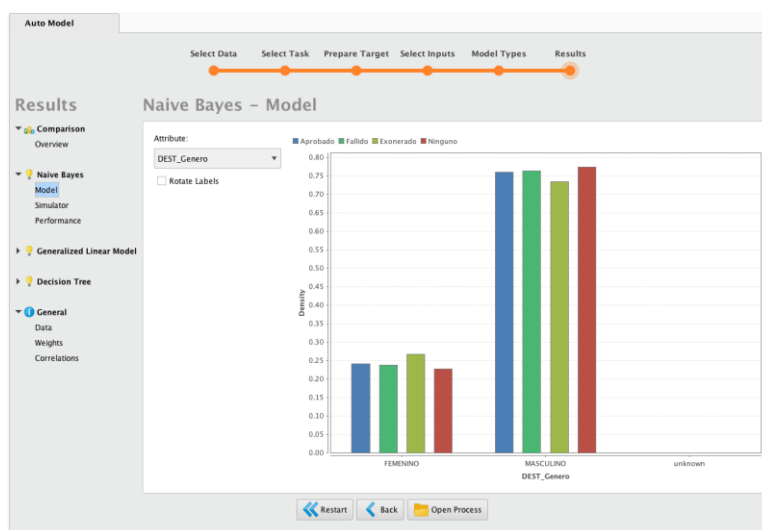 Auto Model
Select Data Select Task Prepare Target Select Inputs Model Types Results
Results
Comparison
Overview
Naive Bayes
Model
Simulator
Performance
Generalized Linear Model
Decision Tree
General
Data
Weights
Correlations
Naive Bayes - Model
Attribute:
DEST_Genero
Rotate Labels
Aprobado Fallido Exonerado Ninguno
0.80
0.75
0.70
0.65
0.60
0.55
0.50
0.45
0.40
0.35
0.30
0.25
0.20
0.15
0.10
0.05
0.00
Density
FEMENINO MASCULINO unknown
DEST_Genero
Restart Back Open Process